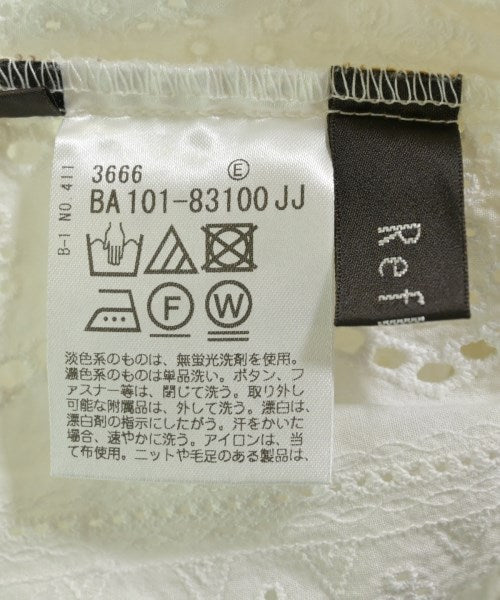 3666 E
BA101-83100JJ
B-1 NO.411
F W
淡色系のものは、無蛍光洗剤を使用。
濃色系のものは単品洗い。ボタン、フ
ァスナー等は、閉じて洗う。取り外し
可能な附属品は、外して洗う。漂白は、
漂白剤の指示にしたがう。汗をかいた
場合、速やかに洗う。アイロンは、当
て布使用。ニットや毛足のある製品は、
Ref